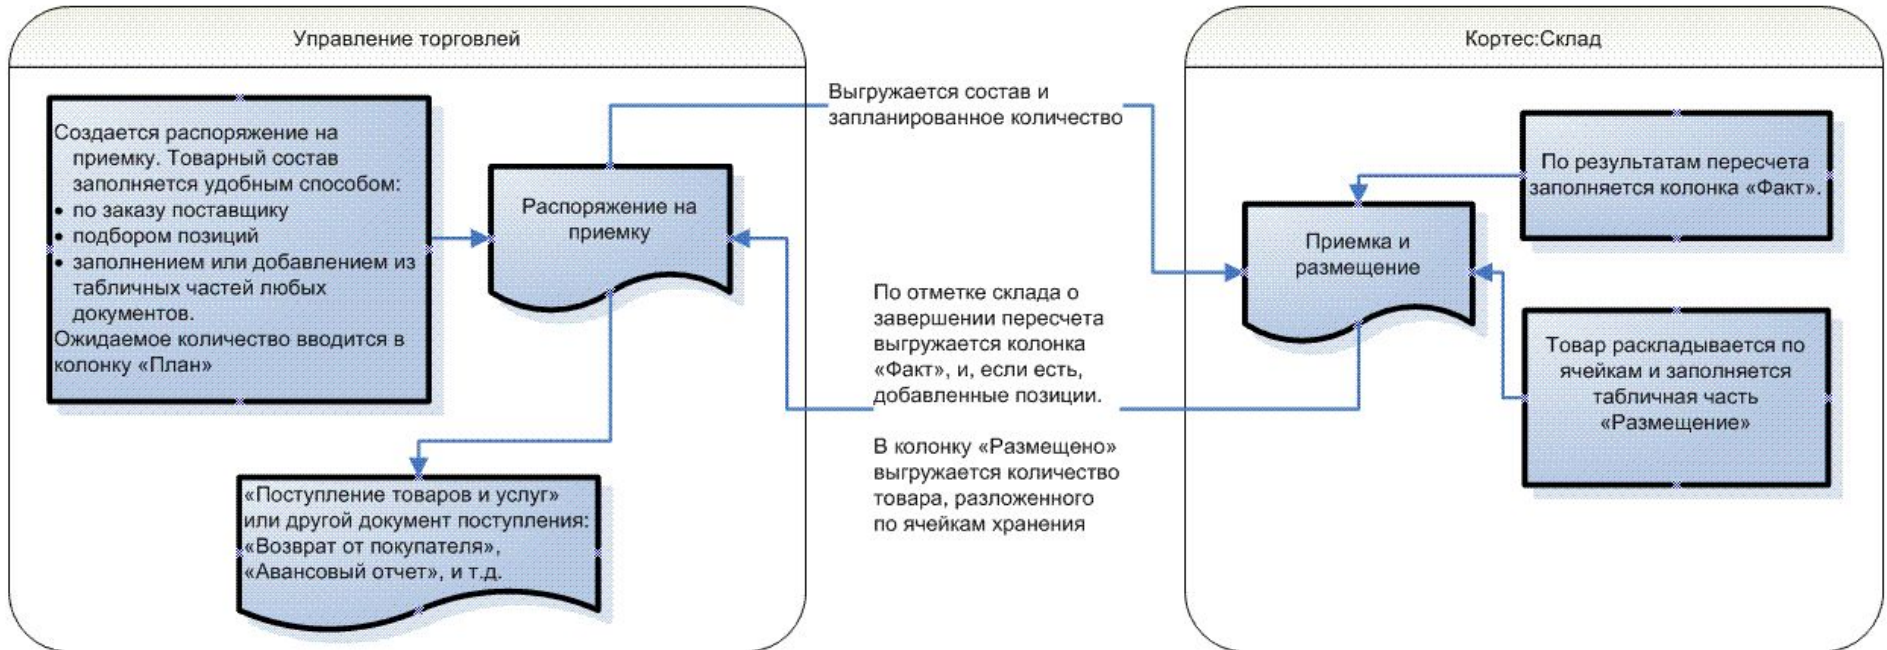 Управление торговлей
Создается распоряжение на
приемку. Товарный состав
заполняется удобным способом:
• по заказу поставщику
• подбором позиций
• заполнением или добавлением из
табличных частей любых
документов.
Ожидаемое количество вводится в
колонку «План»
Распоряжение на
приемку
«Поступление товаров и услуг»
или другой документ поступления:
«Возврат от покупателя»,
«Авансовый отчет», и т.д.
Выгружается состав и
запланированное количество
По отметке склада о
завершении пересчета
выгружается колонка
«Факт», и, если есть,
добавленные позиции.
В колонку «Размещено»
выгружается количество
товара, разложенного
по ячейкам хранения
Кортес:Склад
Приемка и
размещение
По результатам пересчета
заполняется колонка «Факт».
Товар раскладывается по
ячейкам и заполняется
табличная часть
«Размещение»